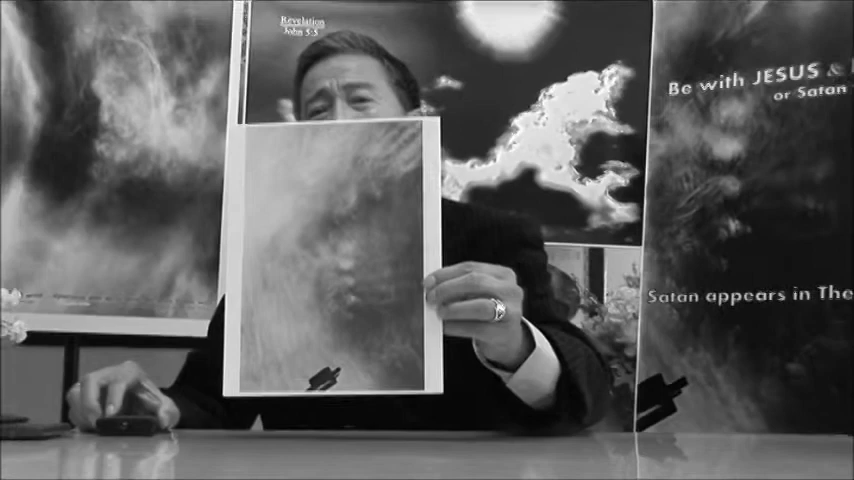 Revelation
John 5:5
Be with JESUS &
or Satan
Satan appears in The